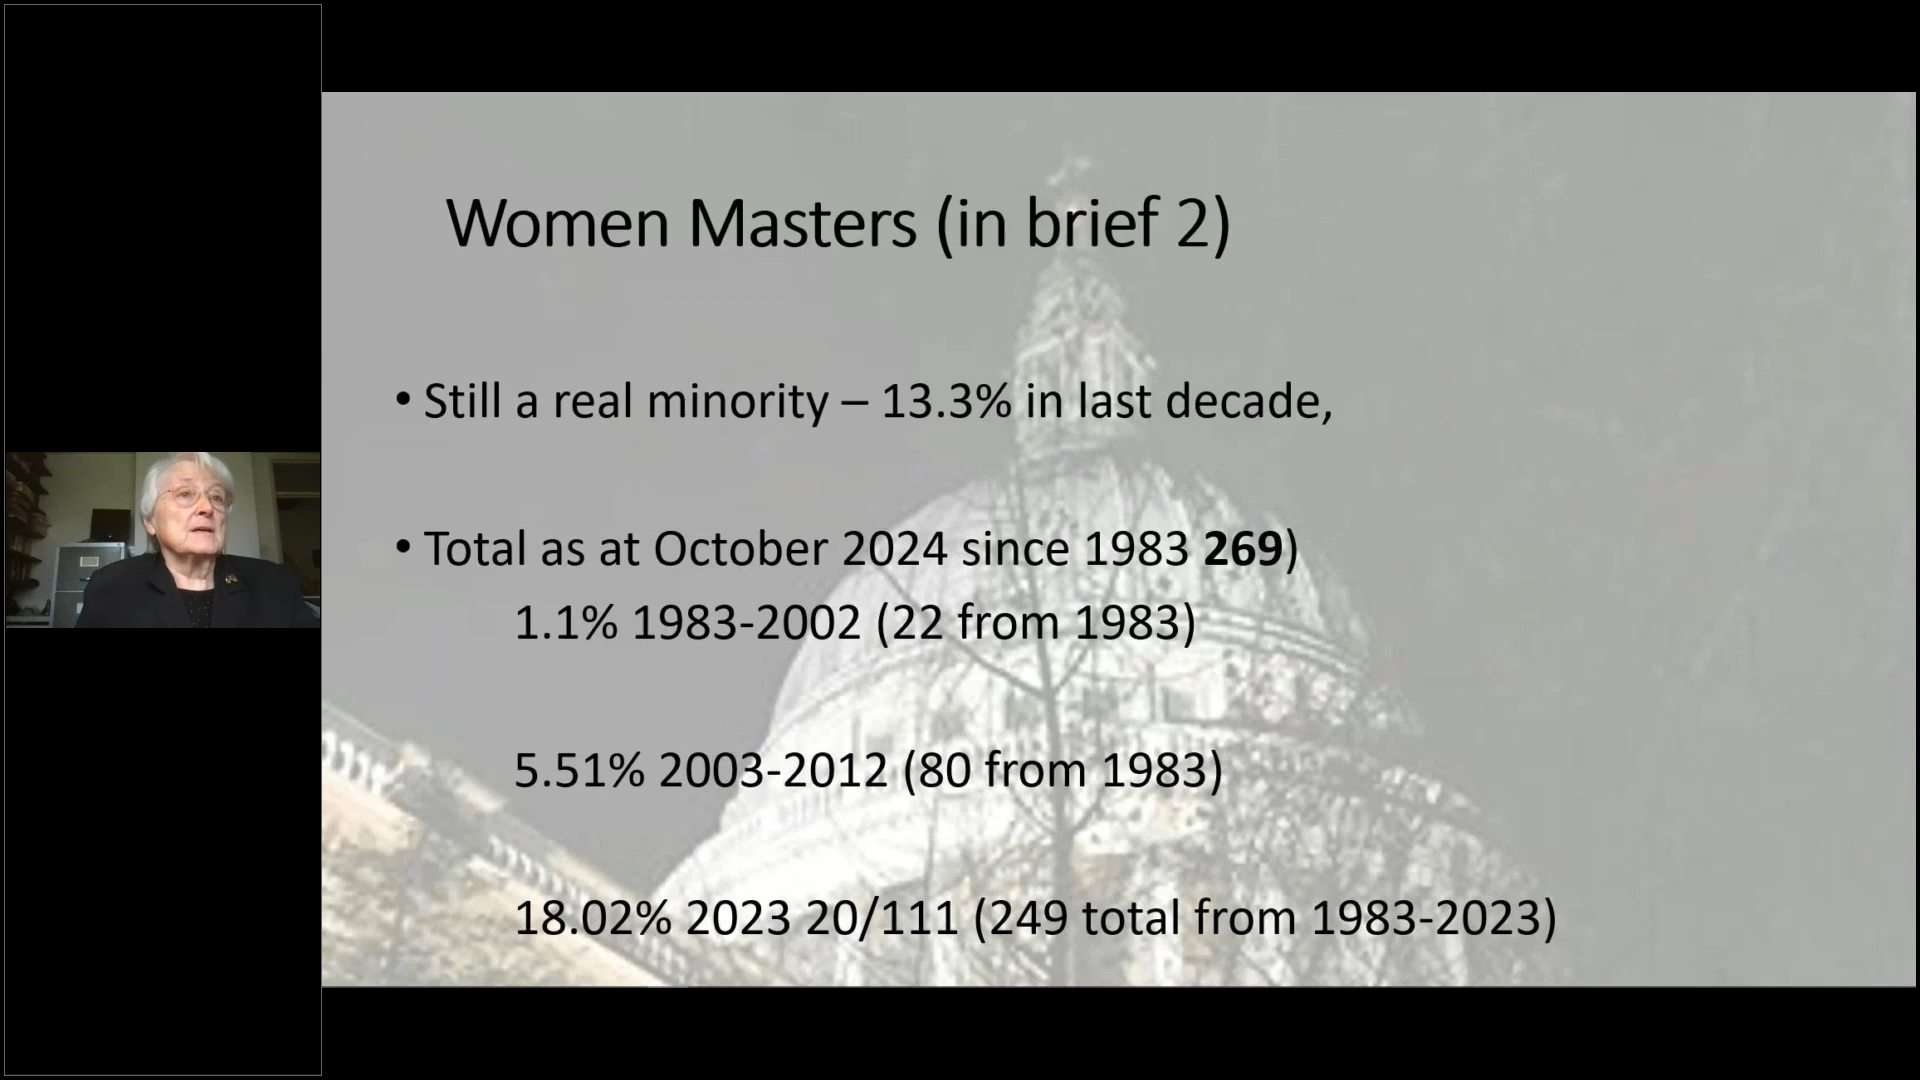 Women Masters (in brief 2)
• Still a real minority – 13.3% in last decade,
• Total as at October 2024 since 1983 269)
1.1% 1983-2002 (22 from 1983)
5.51% 2003-2012 (80 from 1983)
18.02% 2023 20/111 (249 total from 1983-2023)